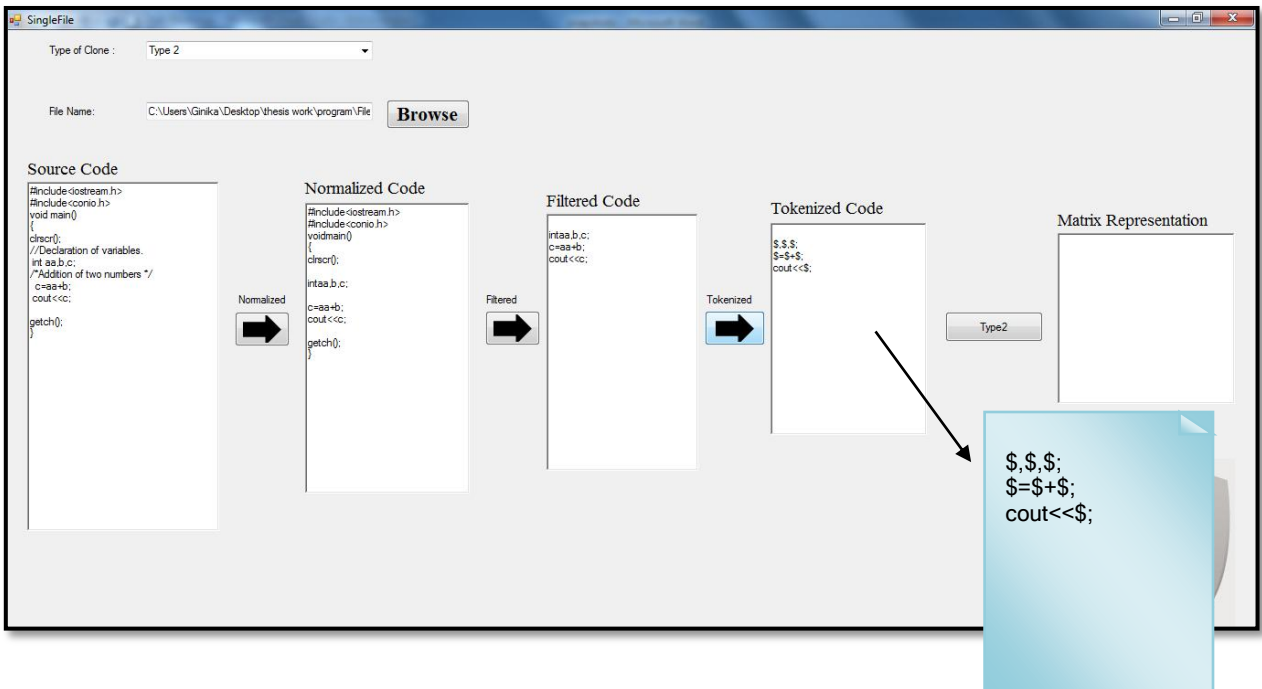 SingleFile
Type of Clone :
Type 2
File Name:
C:\Users\Ginika\Desktop\thesis work\program\File
Browse
Source Code
#include<iostream.h>
#include<conio.h>
void main()
{
clrscr();
//Declaration of variables.
int aa,b,c;
/*Addition of two numbers */
c=aa+b;
cout<<c;
getch();
}
Normalized
Normalized Code
#include<iostream.h>
#include<conio.h>
voidmain()
{
clrscr();
intaa,b,c;
c=aa+b;
cout<<c;
getch();
}
Filtered
Filtered Code
intaa,b,c;
c=aa+b;
cout<<c;
Tokenized
Tokenized Code
$,$,$;
$=$+$;
cout<<$;
Type2
Matrix Representation
$,$,$;
$=$+$;
cout<<$;